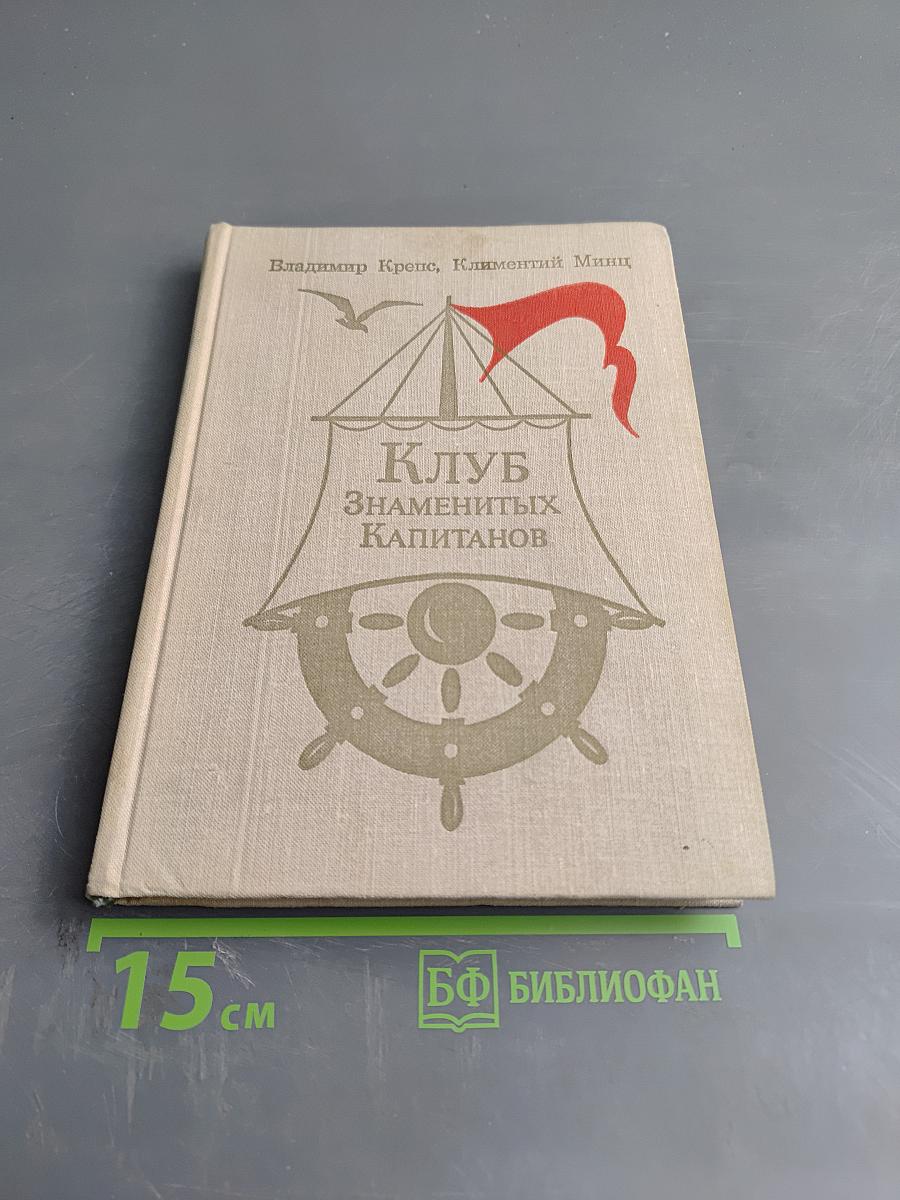 Владимир Крепс, Климентий Минц
Клуб
Знаменитых
Капитанов
15 см
БФ БИБЛИОФАН